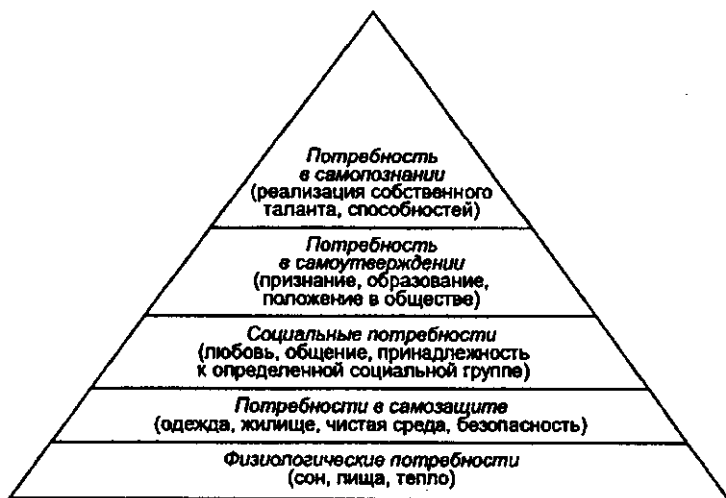 Потребность
в самопознании
(реализация собственного
таланта, способностей)
Потребность
в самоутверждении
(признание, образование,
положение в обществе)
Социальные потребности
(любовь, общение, принадлежность
к определенной социальной группе)
Потребности в самозащите
(одежда, жилище, чистая среда, безопасность)
Физиологические потребности
(сон, пища, тепло)